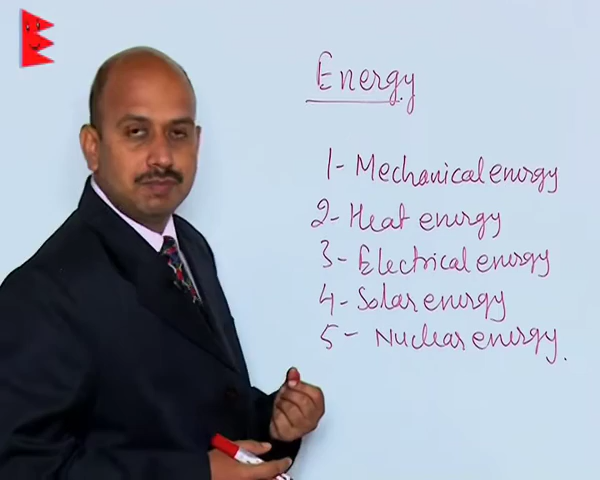 Energy
1- Mechanical energy
2- Heat energy
3- Electrical energy
4- Solar energy
5- Nuclear energy.